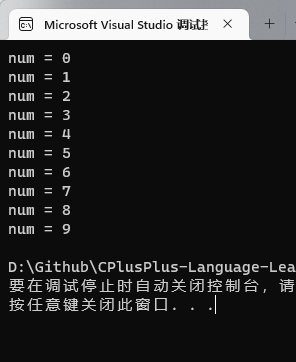 Microsoft Visual Studio 调试
num = 0
num = 1
num = 2
num = 3
num = 4
num = 5
num = 6
num = 7
num = 8
num = 9
D:\Github\CPlusPlus-Language-Lea
要在调试停止时自动关闭控制台，请
按任意键关闭此窗口. . .